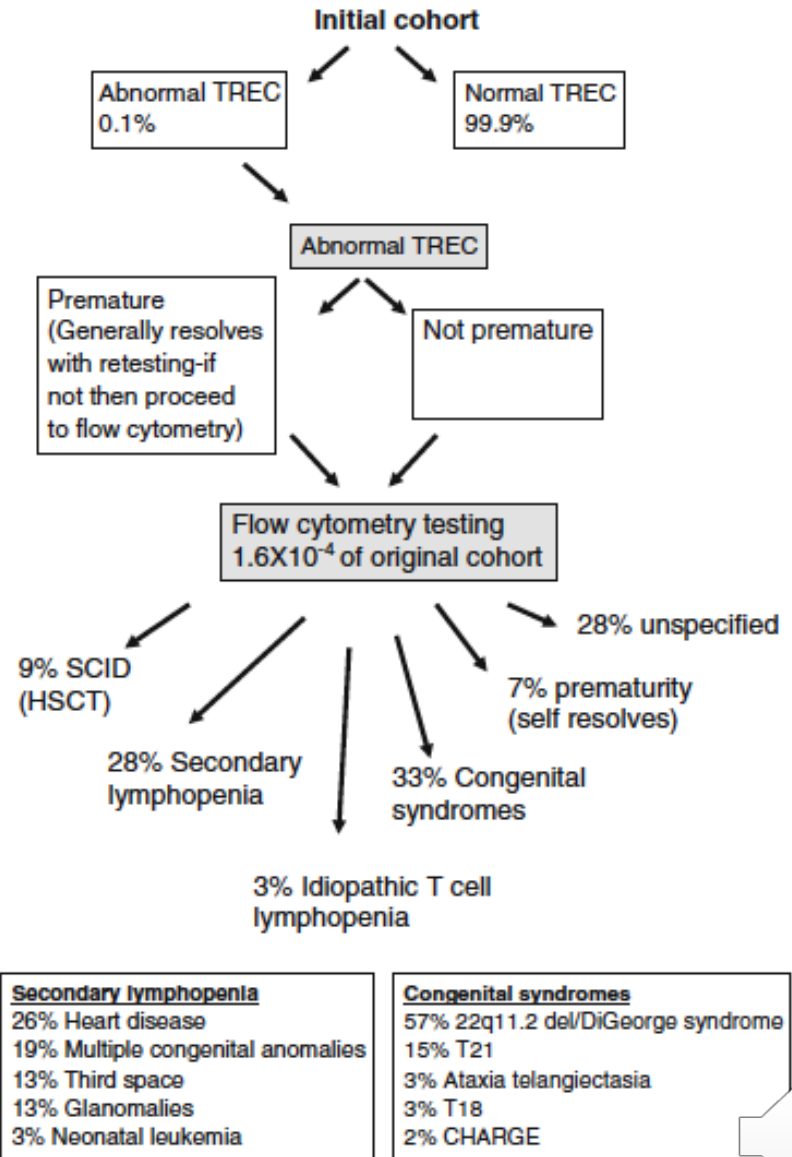 Initial cohort
Abnormal TREC
0.1%
Normal TREC
99.9%
Abnormal TREC
Premature
(Generally resolves
with retesting-if
not then proceed
to flow cytometry)
Not premature
Flow cytometry testing
1.6X10⁻⁴ of original cohort
28% unspecified
9% SCID
(HSCT)
7% prematurity
(self resolves)
28% Secondary
lymphopenia
33% Congenital
syndromes
3% Idiopathic T cell
lymphopenia
Secondary lymphopenia
26% Heart disease
19% Multiple congenital anomalies
13% Third space
13% GIanomalies
3% Neonatal leukemia
Congenital syndromes
57% 22q11.2 del/DiGeorge syndrome
15% T21
3% Ataxia telangiectasia
3% T18
2% CHARGE